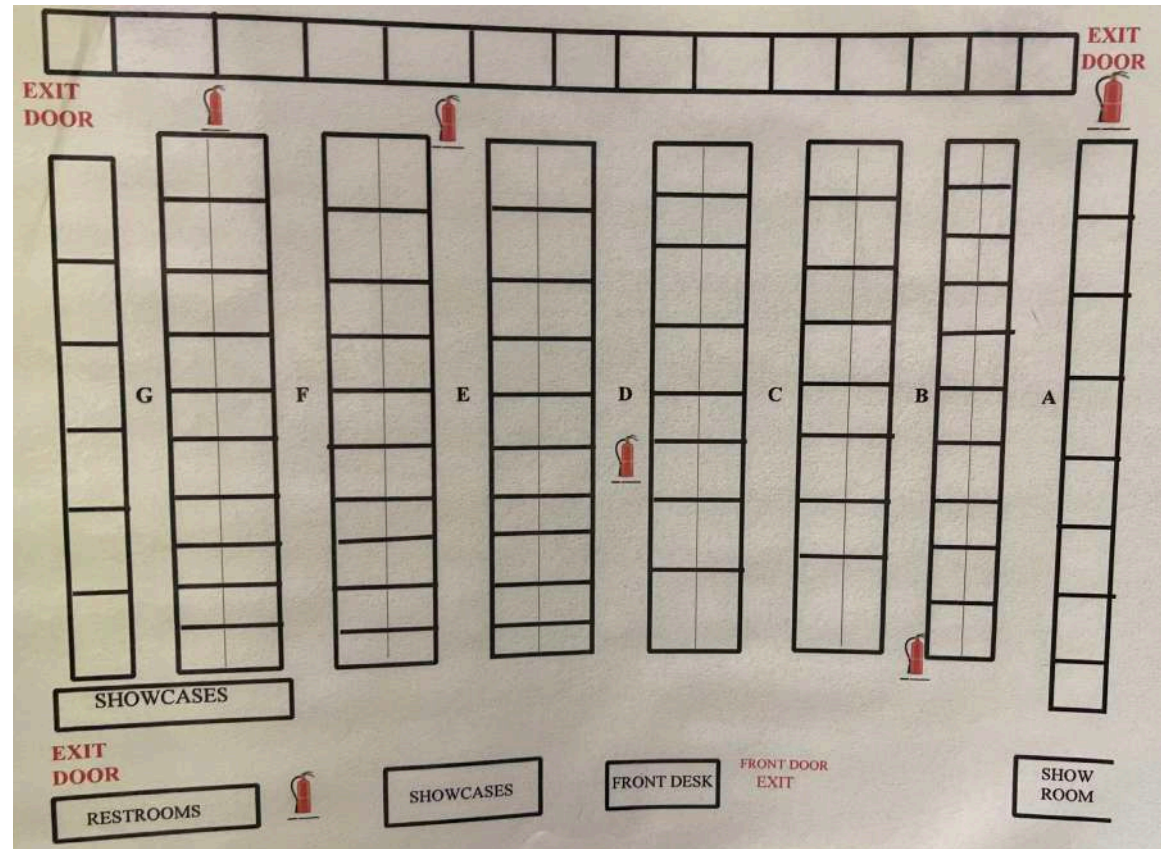 EXIT
DOOR
EXIT
DOOR
G
F
E
D
C
B
A
SHOWCASES
EXIT
DOOR
RESTROOMS
SHOWCASES
FRONT DESK
FRONT DOOR
EXIT
SHOW
ROOM